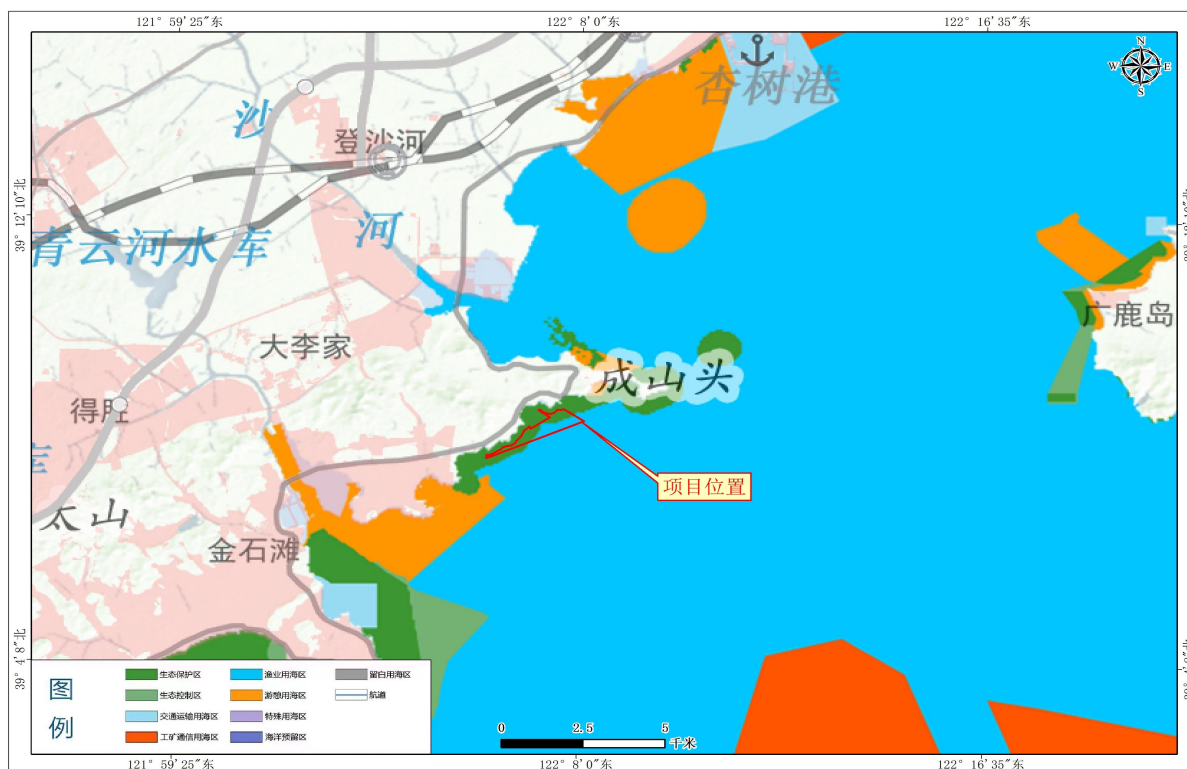 121° 59'25"东
122° 8'0"东
122° 16'35"东
N
W
E
S
杏树港
沙
登沙河
39° 12'10"北
河
青云河水库
广鹿岛
大李家
成山头
得胜
项目位置
金石滩
39° 4'8"北
图例
生态保护区
渔业用海区
留白用海区
生态控制区
游憩用海区
航道
交通运输用海区
特殊用海区
工矿通信用海区
海洋预留区
0
2.5
5
千米
121° 59'25"东
122° 8'0"东
122° 16'35"东